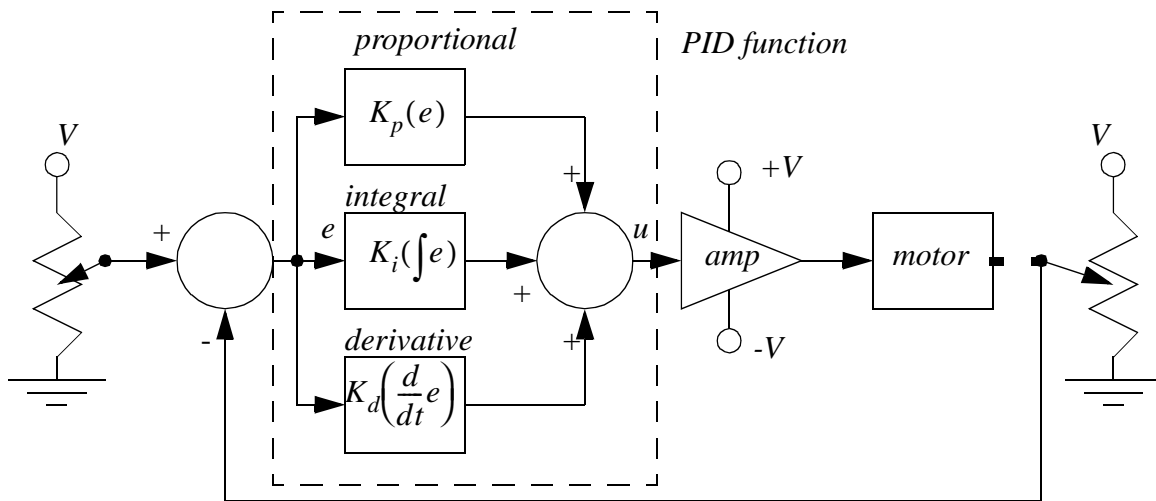 proportional
PID function
K_p(e)
V
V
+V
+
integral
+
e
K_i(∫e)
u
amp
motor
+
-
derivative
+
-V
K_d(d/dt e)